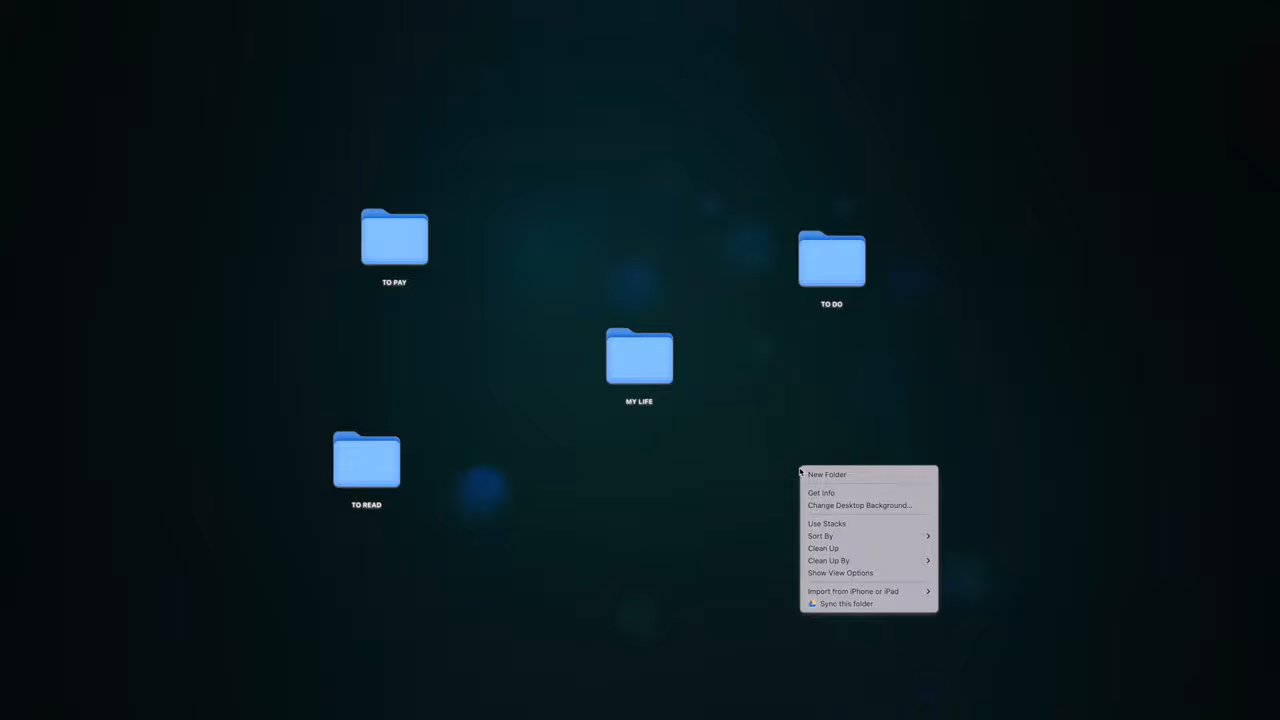 TO PAY
TO DO
MY LIFE
TO READ
New Folder
Get Info
Change Desktop Background...
Use Stacks
Sort By
Clean Up
Clean Up By
Show View Options
Import from iPhone or iPad
Sync this folder